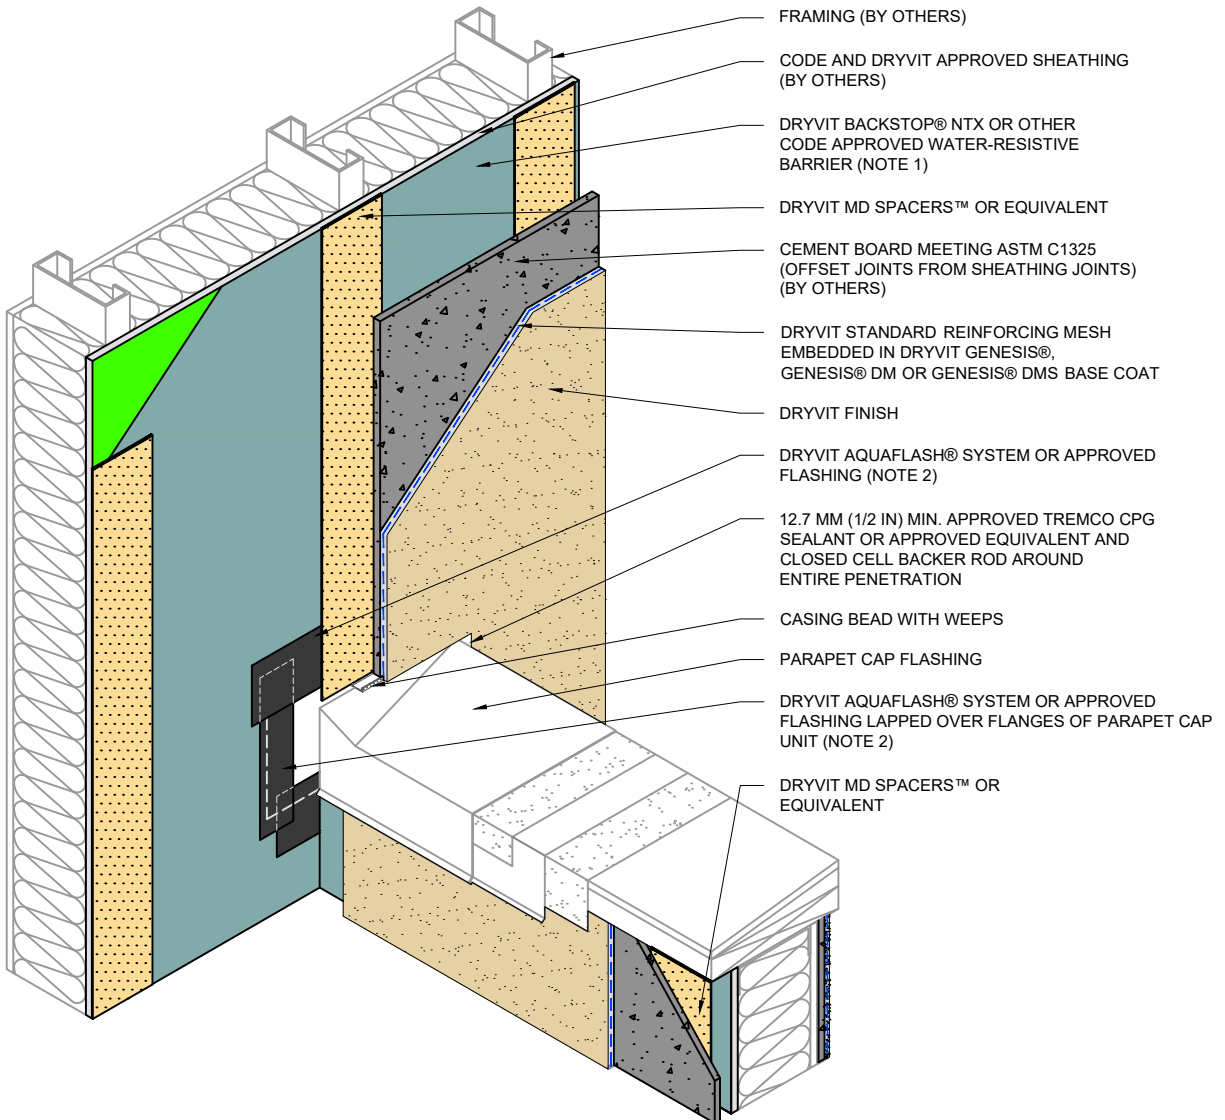 FRAMING (BY OTHERS)
CODE AND DRYVIT APPROVED SHEATHING
(BY OTHERS)
DRYVIT BACKSTOP® NTX OR OTHER
CODE APPROVED WATER-RESISTIVE
BARRIER (NOTE 1)
DRYVIT MD SPACERS™ OR EQUIVALENT
CEMENT BOARD MEETING ASTM C1325
(OFFSET JOINTS FROM SHEATHING JOINTS)
(BY OTHERS)
DRYVIT STANDARD REINFORCING MESH
EMBEDDED IN DRYVIT GENESIS®,
GENESIS® DM OR GENESIS® DMS BASE COAT
DRYVIT FINISH
DRYVIT AQUAFLASH® SYSTEM OR APPROVED
FLASHING (NOTE 2)
12.7 MM (1/2 IN) MIN. APPROVED TREMCO CPG
SEALANT OR APPROVED EQUIVALENT AND
CLOSED CELL BACKER ROD AROUND
ENTIRE PENETRATION
CASING BEAD WITH WEEPS
PARAPET CAP FLASHING
DRYVIT AQUAFLASH® SYSTEM OR APPROVED
FLASHING LAPPED OVER FLANGES OF PARAPET CAP
UNIT (NOTE 2)
DRYVIT MD SPACERS™ OR
EQUIVALENT